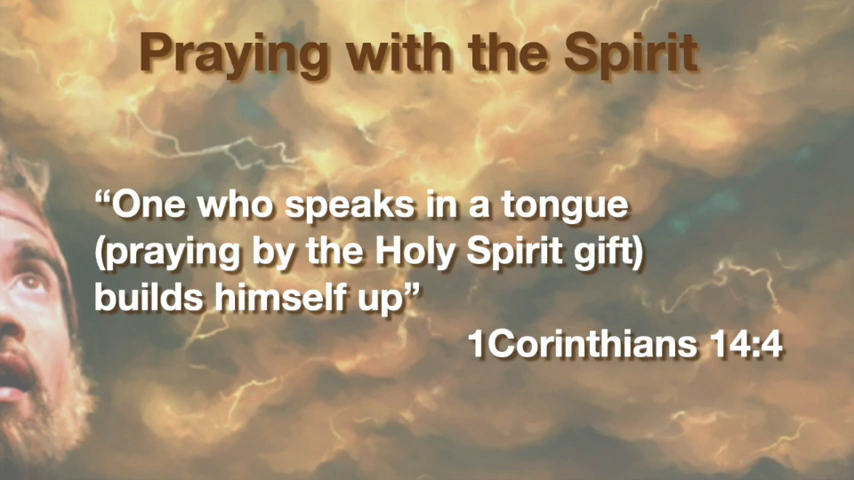 Praying with the Spirit
“One who speaks in a tongue
(praying by the Holy Spirit gift)
builds himself up”
1Corinthians 14:4